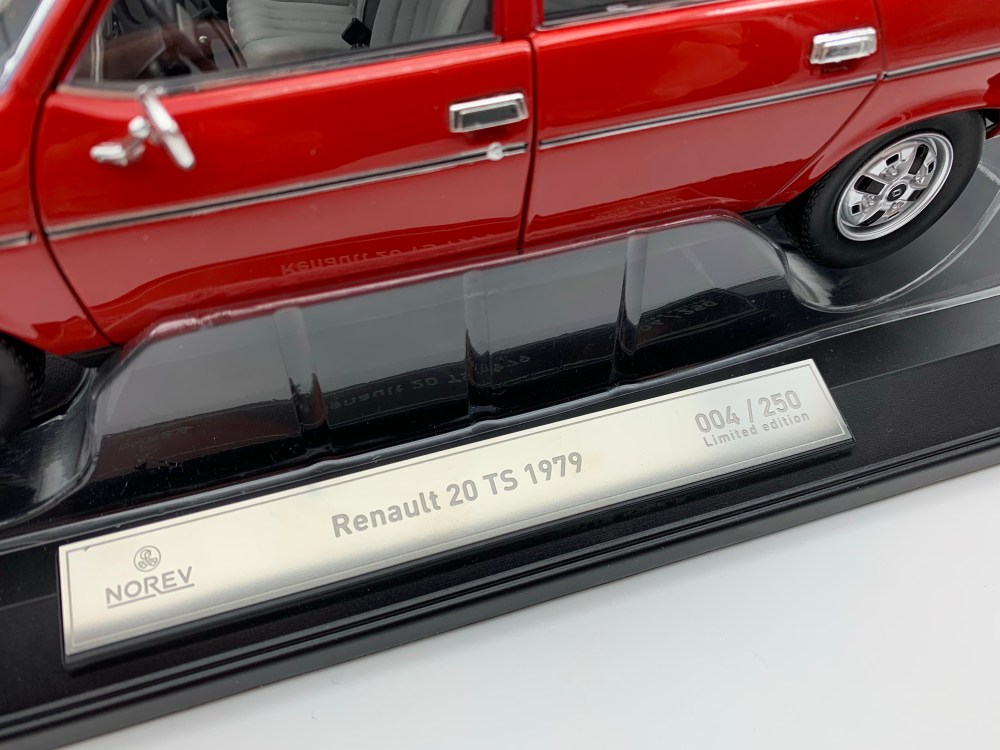 NOREV
Renault 20 TS 1979
004 / 250
Limited edition